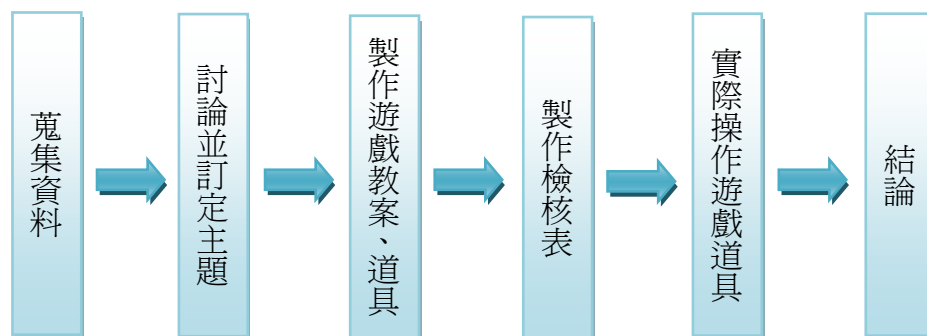 蒐集資料
討論並訂定主題
製作遊戲教案、道具
製作檢核表
實際操作遊戲道具
結論